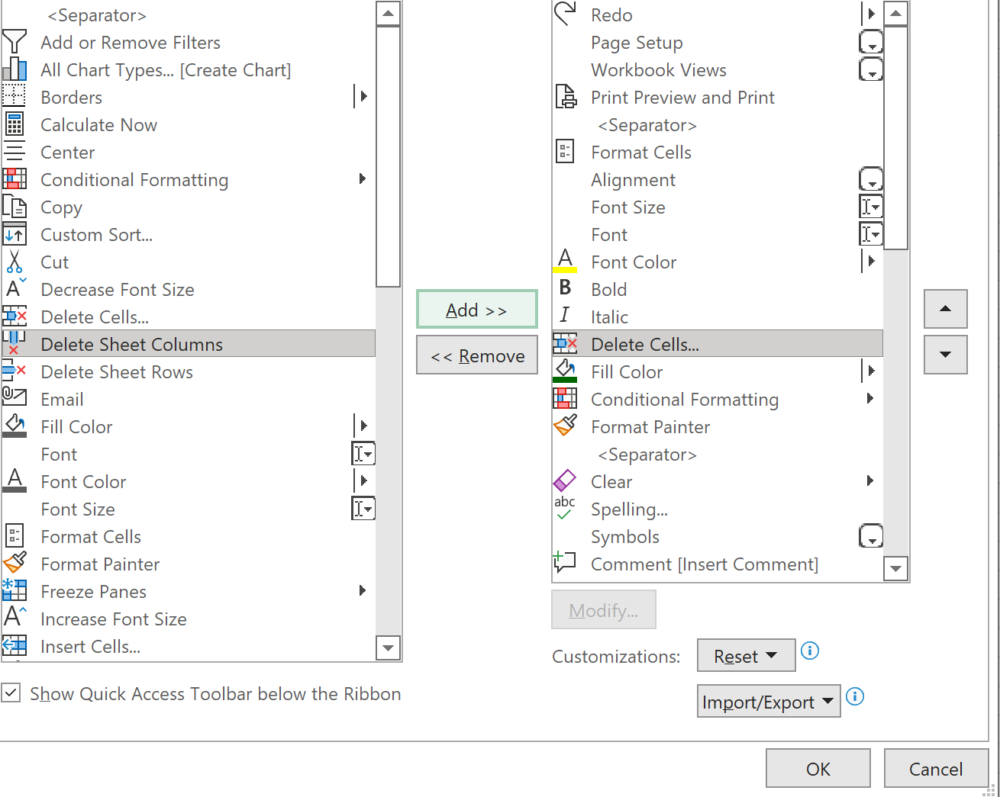 <Separator>
Add or Remove Filters
All Chart Types... [Create Chart]
Borders
Calculate Now
Center
Conditional Formatting
Copy
Custom Sort...
Cut
Decrease Font Size
Delete Cells...
Delete Sheet Columns
Delete Sheet Rows
Email
Fill Color
Font
Font Color
Font Size
Format Cells
Format Painter
Freeze Panes
Increase Font Size
Insert Cells...
Show Quick Access Toolbar below the Ribbon
Add >>
<< Remove
Redo
Page Setup
Workbook Views
Print Preview and Print
<Separator>
Format Cells
Alignment
Font Size
Font
Font Color
Bold
Italic
Delete Cells...
Fill Color
Conditional Formatting
Format Painter
<Separator>
Clear
abc
Spelling...
Symbols
Comment [Insert Comment]
Modify...
Customizations:
Reset
Import/Export
OK
Cancel